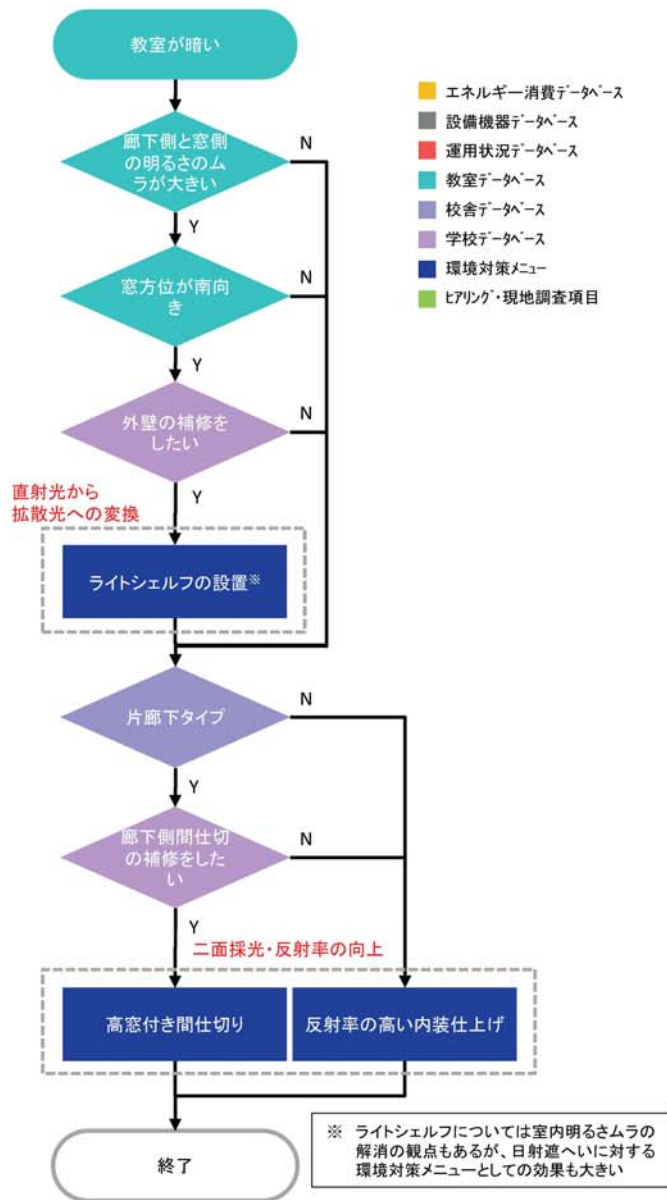 教室が暗い
エネルギー消費データベース
設備機器データベース
運用状況データベース
教室データベース
校舎データベース
学校データベース
環境対策メニュー
ヒアリング・現地調査項目
廊下側と窓側
の明るさのム
ラが大きい
N
Y
窓方位が南向
き
N
Y
外壁の補修を
したい
N
Y
直射光から
拡散光への変換
ライトシェルフの設置※
片廊下タイプ
N
Y
廊下側間仕切
の補修をした
い
N
Y
二面採光・反射率の向上
高窓付き間仕切り
反射率の高い内装仕上げ
終了
※ ライトシェルフについては室内明るさムラの
解消の観点もあるが、日射遮へいに対する
環境対策メニューとしての効果も大きい